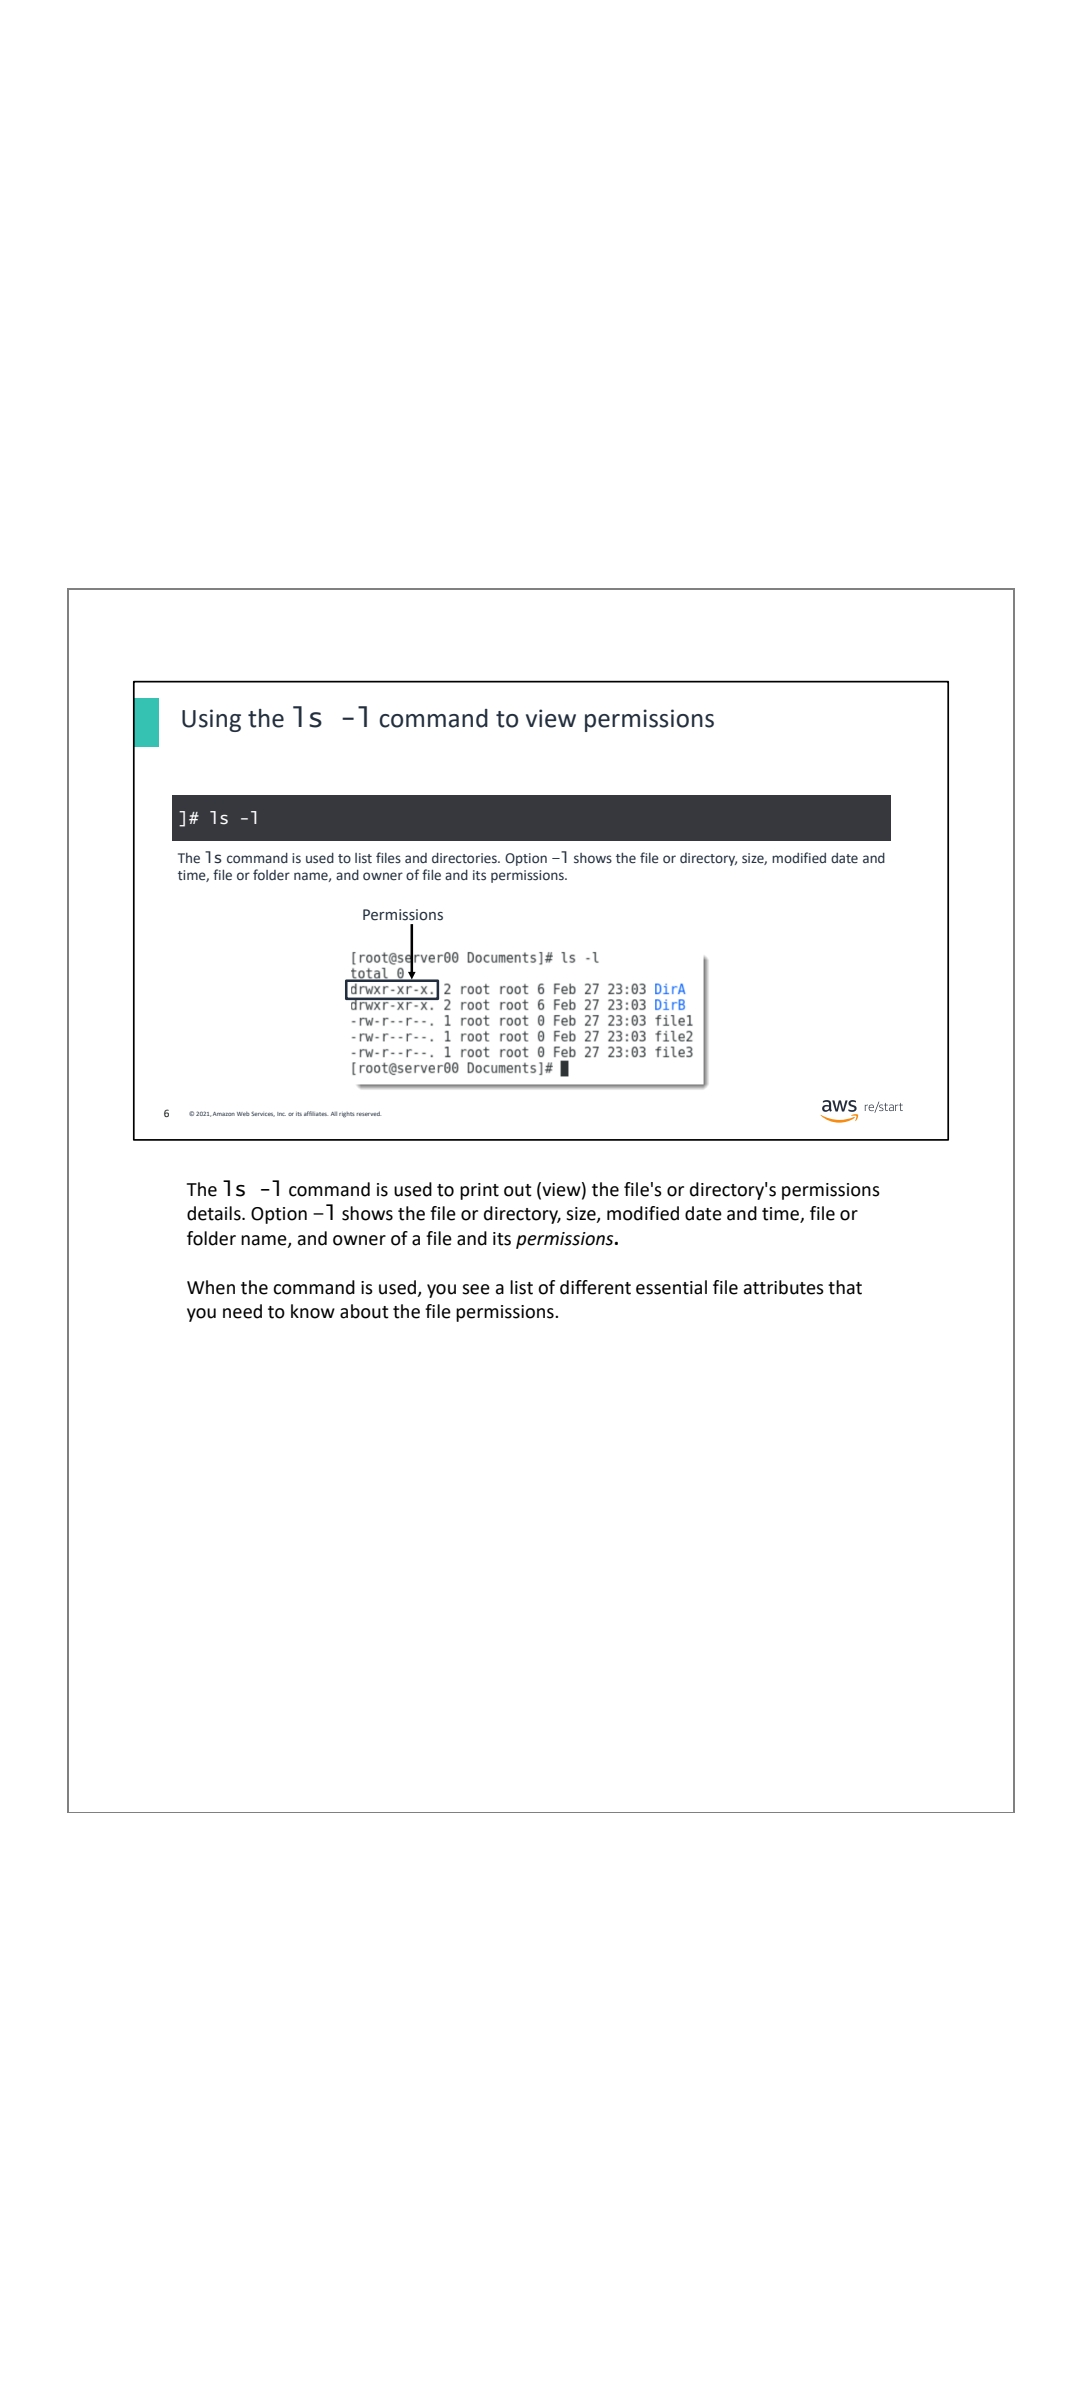 Using the ls -l command to view permissions
]# ls -l
The ls command is used to list files and directories. Option –l shows the file or directory, size, modified date and
time, file or folder name, and owner of file and its permissions.
Permissions
[root@server00 Documents]# ls -l
total 0
drwxr-xr-x. 2 root root 6 Feb 27 23:03 DirA
drwxr-xr-x. 2 root root 6 Feb 27 23:03 DirB
-rw-r--r--. 1 root root 0 Feb 27 23:03 file1
-rw-r--r--. 1 root root 0 Feb 27 23:03 file2
-rw-r--r--. 1 root root 0 Feb 27 23:03 file3
[root@server00 Documents]#
6 © 2021, Amazon Web Services, Inc. or its affiliates. All rights reserved.
aws re/start
The ls -l command is used to print out (view) the file's or directory's permissions
details. Option –l shows the file or directory, size, modified date and time, file or
folder name, and owner of a file and its permissions.
When the command is used, you see a list of different essential file attributes that
you need to know about the file permissions.